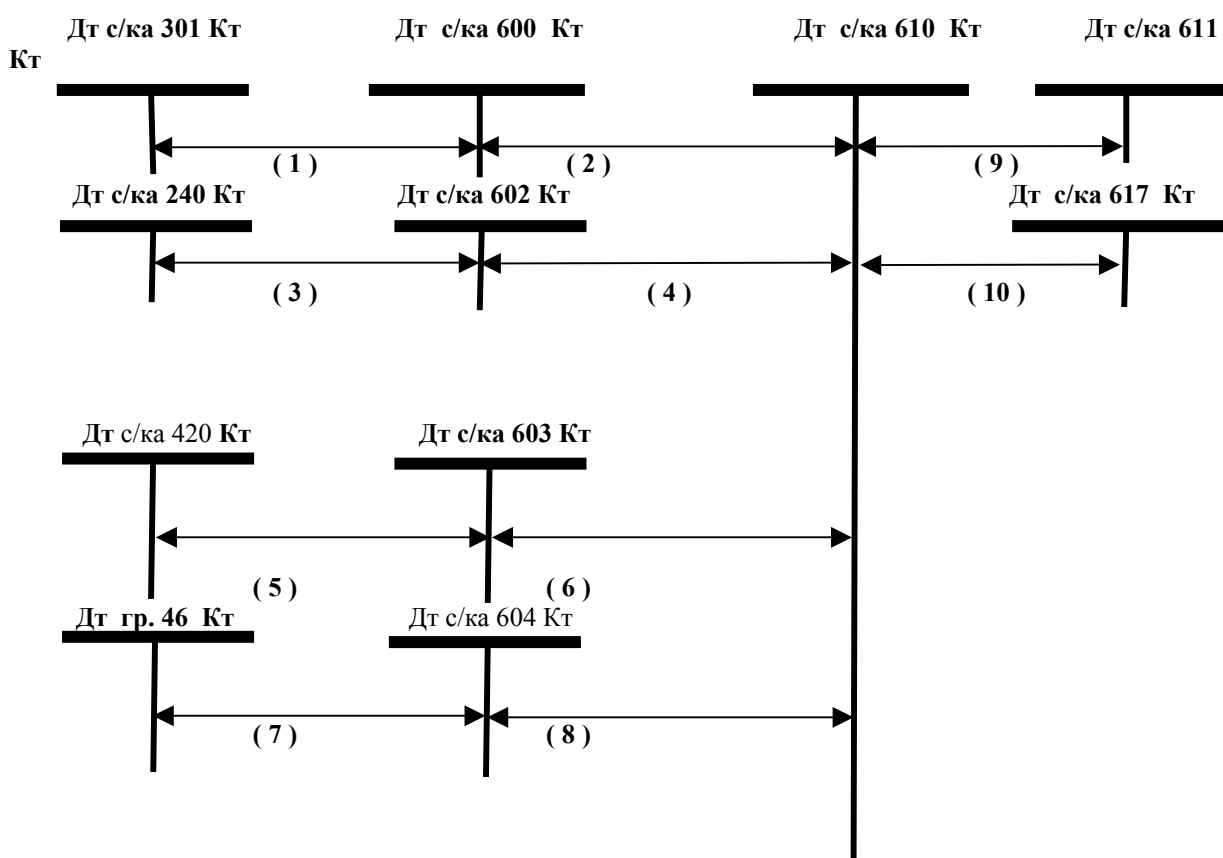 Дт с/ка 301 Кт Дт с/ка 600 Кт Дт с/ка 610 Кт Дт с/ка 611
Кт
( 1 ) ( 2 ) ( 9 )
Дт с/ка 240 Кт Дт с/ка 602 Кт Дт с/ка 617 Кт
( 3 ) ( 4 ) ( 10 )
Дт с/ка 420 Кт Дт с/ка 603 Кт
( 5 ) ( 6 )
Дт гр. 46 Кт Дт с/ка 604 Кт
( 7 ) ( 8 )